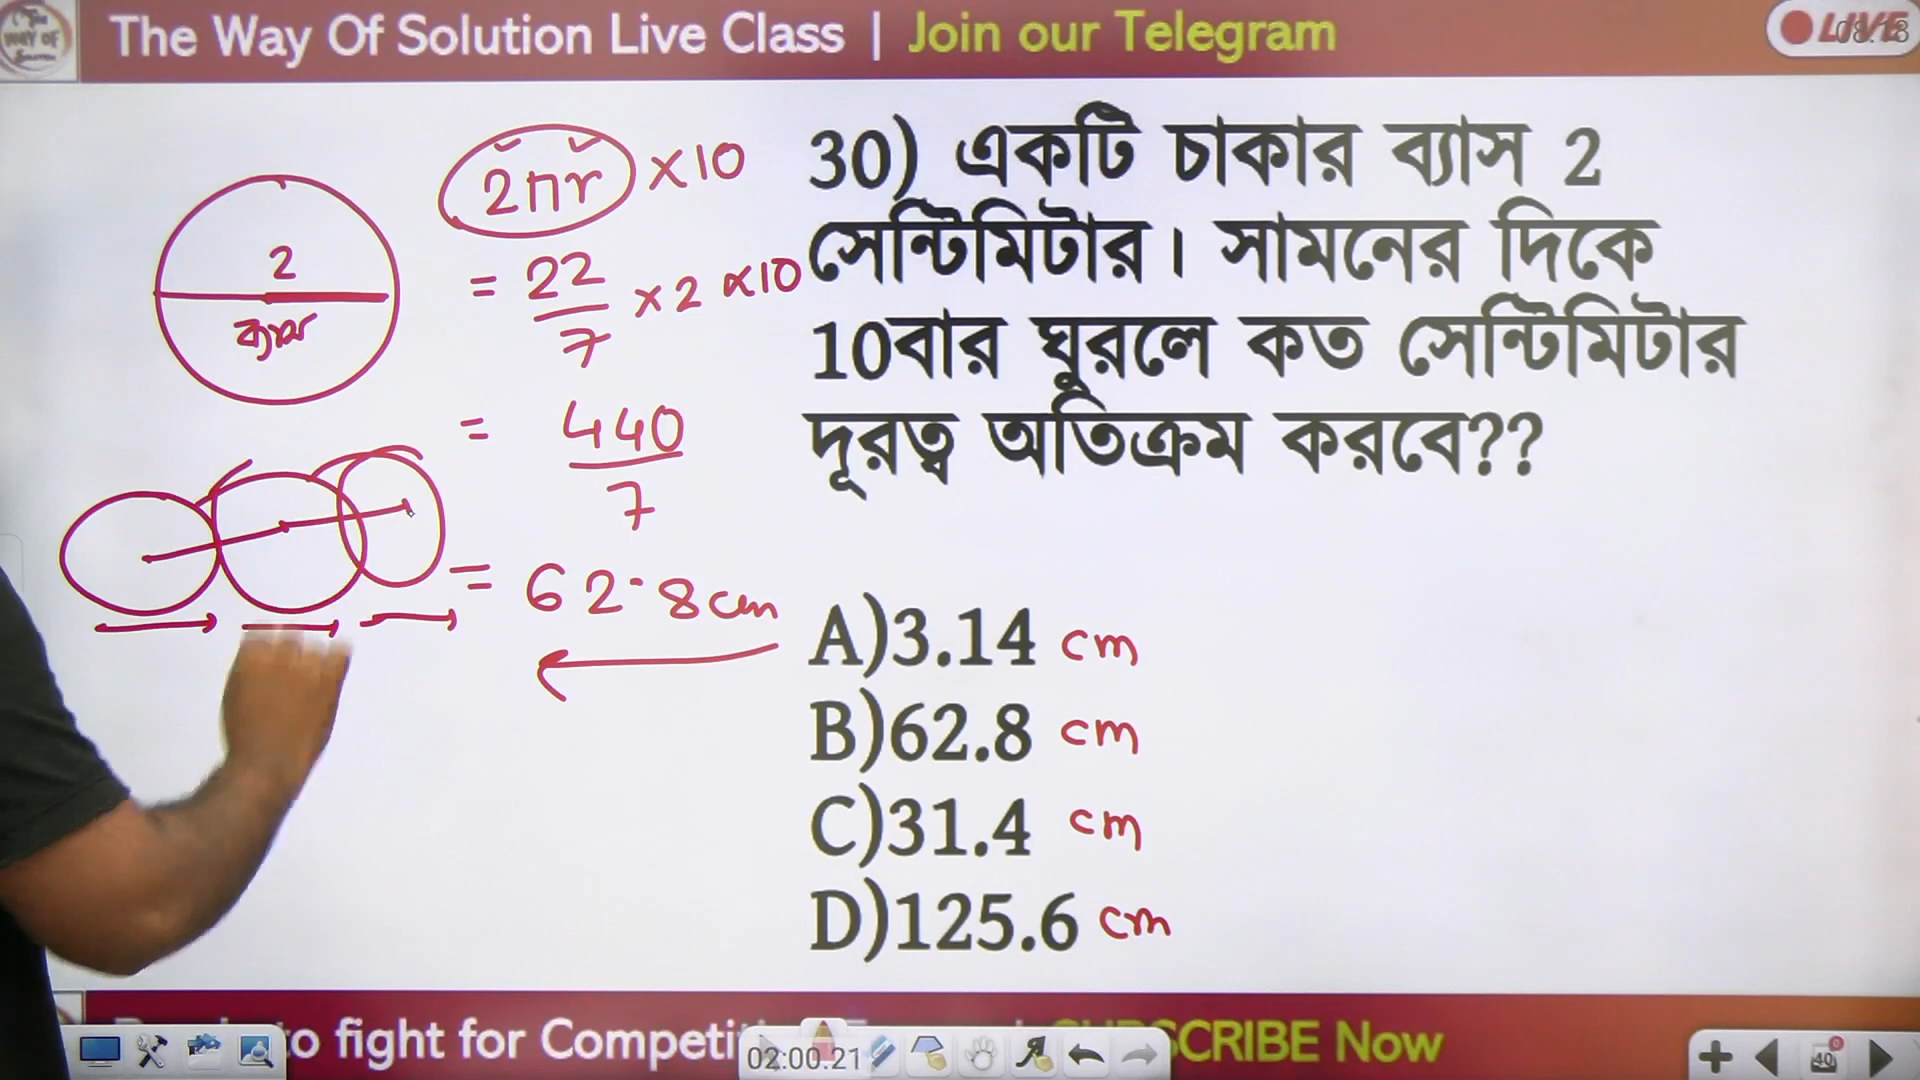 The Way Of Solution Live Class | Join our Telegram
LIVE
30) একটি চাকার ব্যাস 2
সেন্টিমিটার। সামনের দিকে
10বার ঘুরলে কত সেন্টিমিটার
দূরত্ব অতিক্রম করবে??
2πr × 10
= 22/7 × 2 × 10
= 440/7
= 62.8cm
2
ব্যাস
A)3.14 cm
B)62.8 cm
C)31.4 cm
D)125.6 cm
to fight for
SCRIBE Now
02:00.21
40